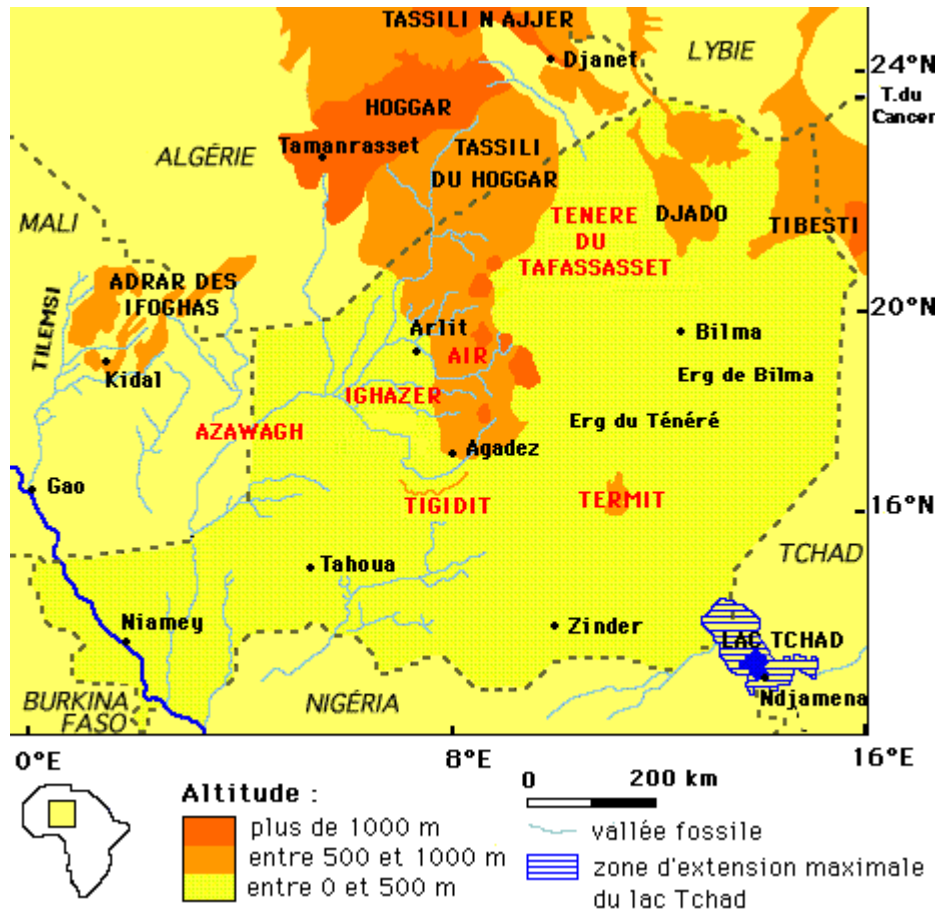 TASSILI N AJJER
Djanet
LYBIE
24°N
T.du
Cancer
HOGGAR
Tamanrasset
ALGÉRIE
TASSILI
DU HOGGAR
MALI
TENERE
DU
TAFASSASSET
DJADO
TIBESTI
ADRAR DES
IFOGHAS
TILEMSI
20°N
Arlit
Bilma
AIR
Kidal
IGHAZER
Erg de Bilma
AZAWAGH
Erg du Ténéré
Agadez
Gao
TIGIDIT
TERMIT
16°N
TCHAD
Tahoua
Niamey
Zinder
LAC TCHAD
BURKINA
FASO
NIGÉRIA
Ndjamena
0°E
8°E
16°E
Altitude :
plus de 1000 m
entre 500 et 1000 m
entre 0 et 500 m
0
200 km
vallée fossile
zone d'extension maximale
du lac Tchad